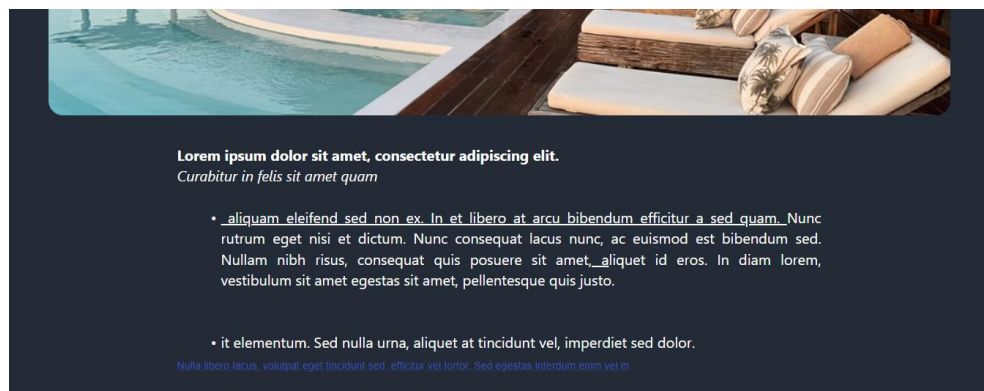 Lorem ipsum dolor sit amet, consectetur adipiscing elit.
Curabitur in felis sit amet quam
• aliquam eleifend sed non ex. In et libero at arcu bibendum efficitur a sed quam. Nunc
rutrum eget nisi et dictum. Nunc consequat lacus nunc, ac euismod est bibendum sed.
Nullam nibh risus, consequat quis posuere sit amet, aliquet id eros. In diam lorem,
vestibulum sit amet egestas sit amet, pellentesque quis justo.
• it elementum. Sed nulla urna, aliquet at tincidunt vel, imperdiet sed dolor.
Nulla libero lacus, volutpat eget tincidunt sed, efficitur vel tortor. Sed egestas interdum enim vel m